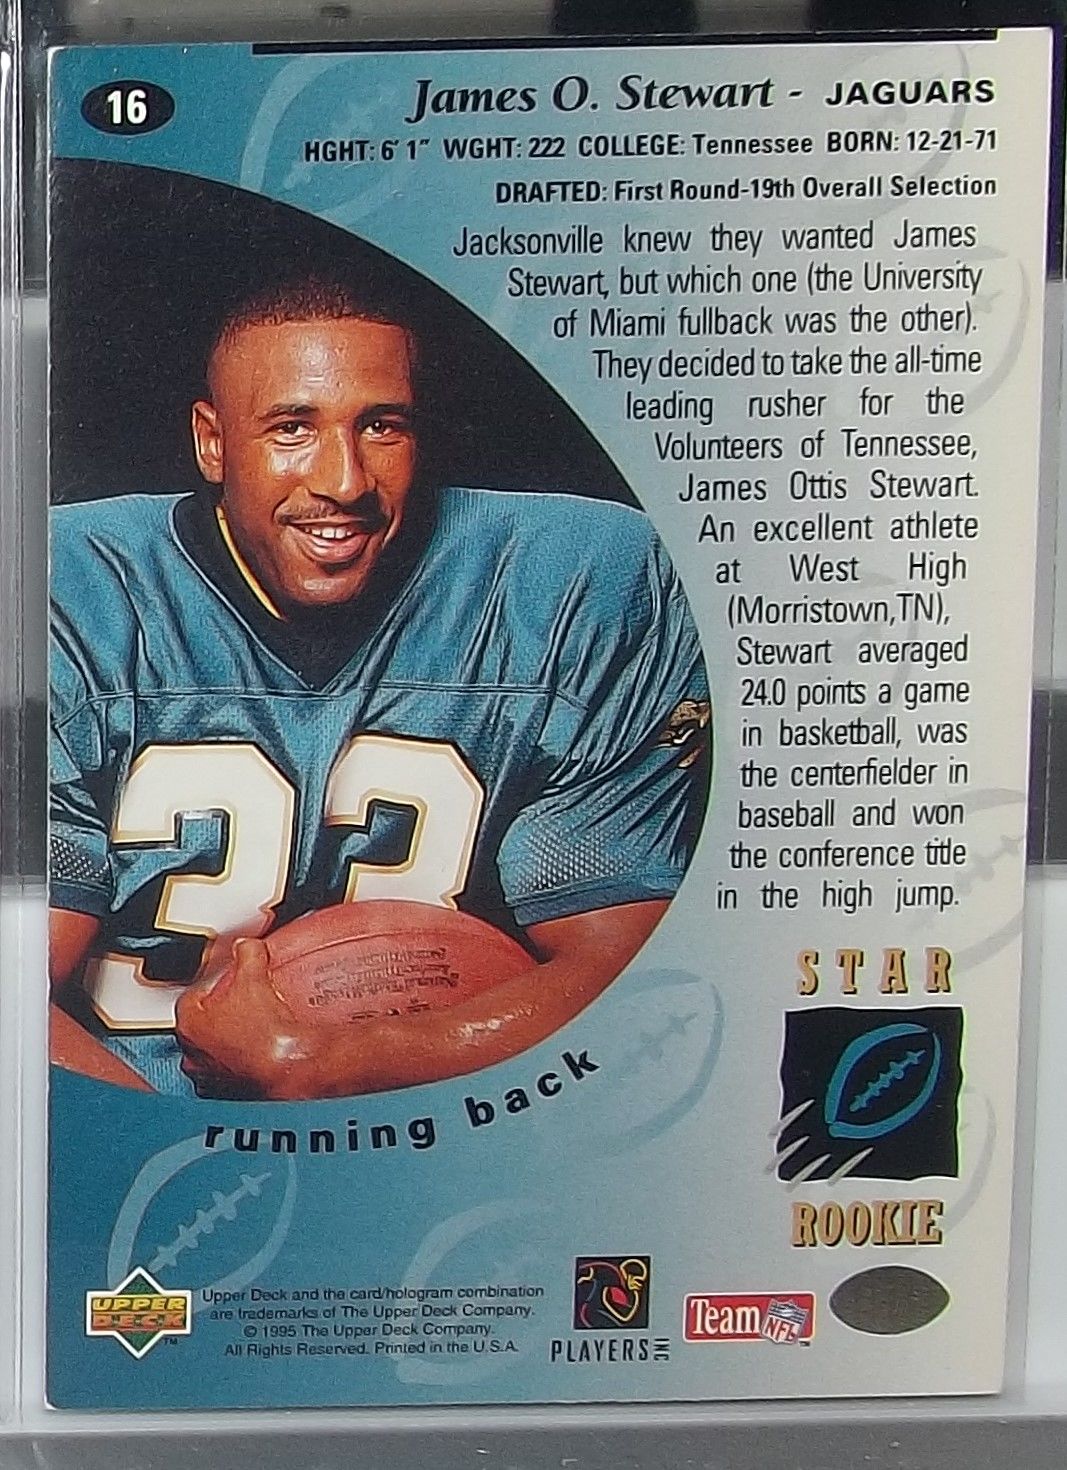 16
James O. Stewart - JAGUARS
HGHT: 6' 1" WGHT: 222 COLLEGE: Tennessee BORN: 12-21-71
DRAFTED: First Round-19th Overall Selection
Jacksonville knew they wanted James
Stewart, but which one (the University
of Miami fullback was the other).
They decided to take the all-time
leading rusher for the
Volunteers of Tennessee,
James Ottis Stewart.
An excellent athlete
at West High
(Morristown,TN),
Stewart averaged
24.0 points a game
in basketball, was
the centerfielder in
baseball and won
the conference title
in the high jump.
33
running back
STAR
ROOKIE
UPPER
DECK
TM
Upper Deck and the card/hologram combination
are trademarks of The Upper Deck Company.
© 1995 The Upper Deck Company.
All Rights Reserved. Printed in the U.S.A.
PLAYERS INC
Team NFL